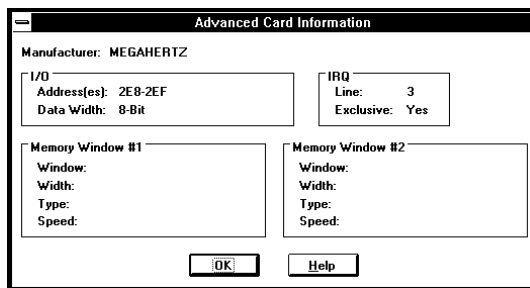 Advanced Card Information
Manufacturer: MEGAHERTZ
I/O
Address(es): 2E8-2EF
Data Width: 8-Bit
IRQ
Line: 3
Exclusive: Yes
Memory Window #1
Window:
Width:
Type:
Speed:
Memory Window #2
Window:
Width:
Type:
Speed:
OK
Help